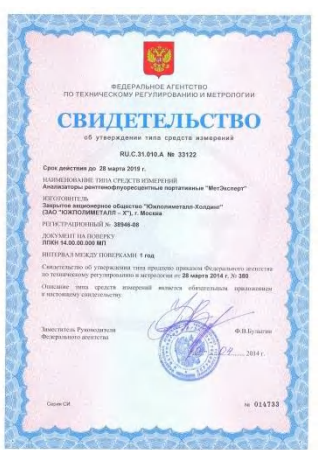 ФЕДЕРАЛЬНОЕ АГЕНТСТВО
ПО ТЕХНИЧЕСКОМУ РЕГУЛИРОВАНИЮ И МЕТРОЛОГИИ
СВИДЕТЕЛЬСТВО
об утверждении типа средств измерений
RU.C.31.010.A № 33122
Срок действия до 28 марта 2019 г.
НАИМЕНОВАНИЕ ТИПА СРЕДСТВ ИЗМЕРЕНИЙ
Анализаторы рентгенофлуоресцентные портативные "МетЭксперт"
ИЗГОТОВИТЕЛЬ
Закрытое акционерное общество "Южполиметалл-Холдинг"
(ЗАО "ЮЖПОЛИМЕТАЛЛ – Х"), г. Москва
РЕГИСТРАЦИОННЫЙ № 38946-08
ДОКУМЕНТ НА ПОВЕРКУ
ЛПКН 14.00.00.000 МП
ИНТЕРВАЛ МЕЖДУ ПОВЕРКАМИ 1 год
Свидетельство об утверждении типа продлено приказом Федерального агентства
по техническому регулированию и метрологии от 28 марта 2014 г. № 380
Описание типа средств измерений является обязательным приложением
к настоящему свидетельству.
Заместитель Руководителя Ф.В.Булыгин
Федерального агентства
2014 г.
Серия СИ № 014733